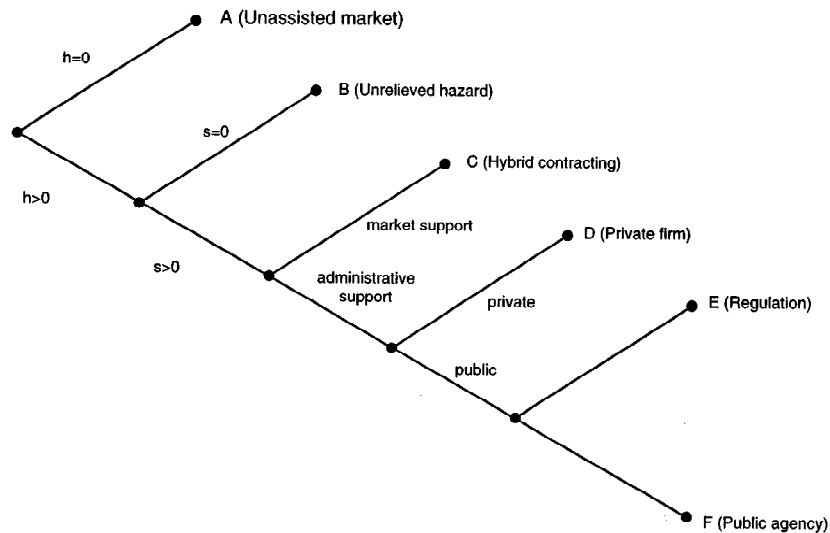 A (Unassisted market)
h=0
B (Unrelieved hazard)
s=0
C (Hybrid contracting)
h>0
market support
D (Private firm)
s>0
administrative
support
private
E (Regulation)
public
F (Public agency)